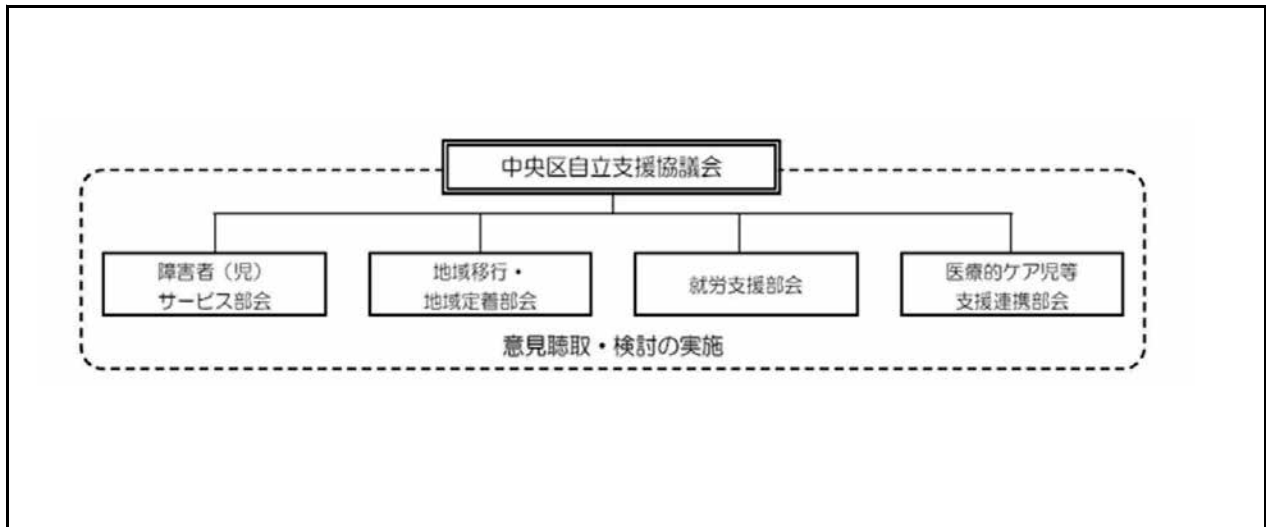 中央区自立支援協議会
障害者（児）
サービス部会
地域移行・
地域定着部会
就労支援部会
医療的ケア児等
支援連携部会
意見聴取・検討の実施